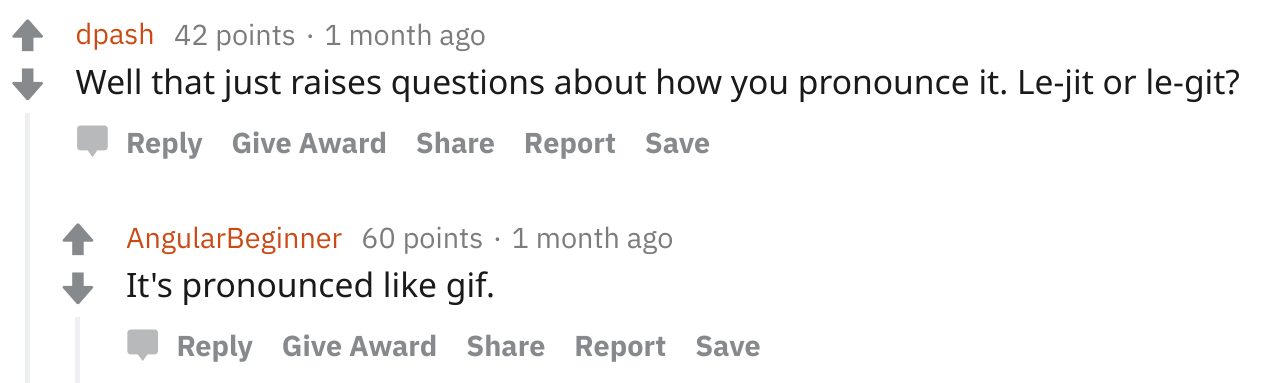 dpash 42 points · 1 month ago
Well that just raises questions about how you pronounce it. Le-jit or le-git?
Reply Give Award Share Report Save
AngularBeginner 60 points · 1 month ago
It's pronounced like gif.
Reply Give Award Share Report Save